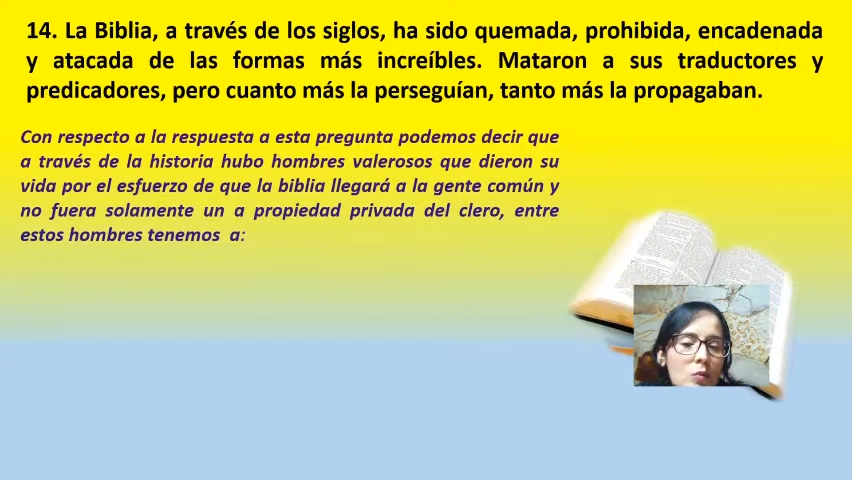 14. La Biblia, a través de los siglos, ha sido quemada, prohibida, encadenada
y atacada de las formas más increíbles. Mataron a sus traductores y
predicadores, pero cuanto más la perseguían, tanto más la propagaban.
Con respecto a la respuesta a esta pregunta podemos decir que
a través de la historia hubo hombres valerosos que dieron su
vida por el esfuerzo de que la biblia llegará a la gente común y
no fuera solamente un a propiedad privada del clero, entre
estos hombres tenemos a: